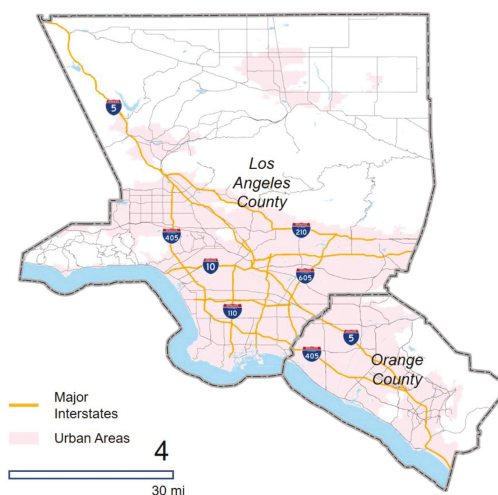 5
Los
Angeles
County
405
210
10
605
110
5
405
Orange
County
Major
Interstates
Urban Areas
4
30 mi